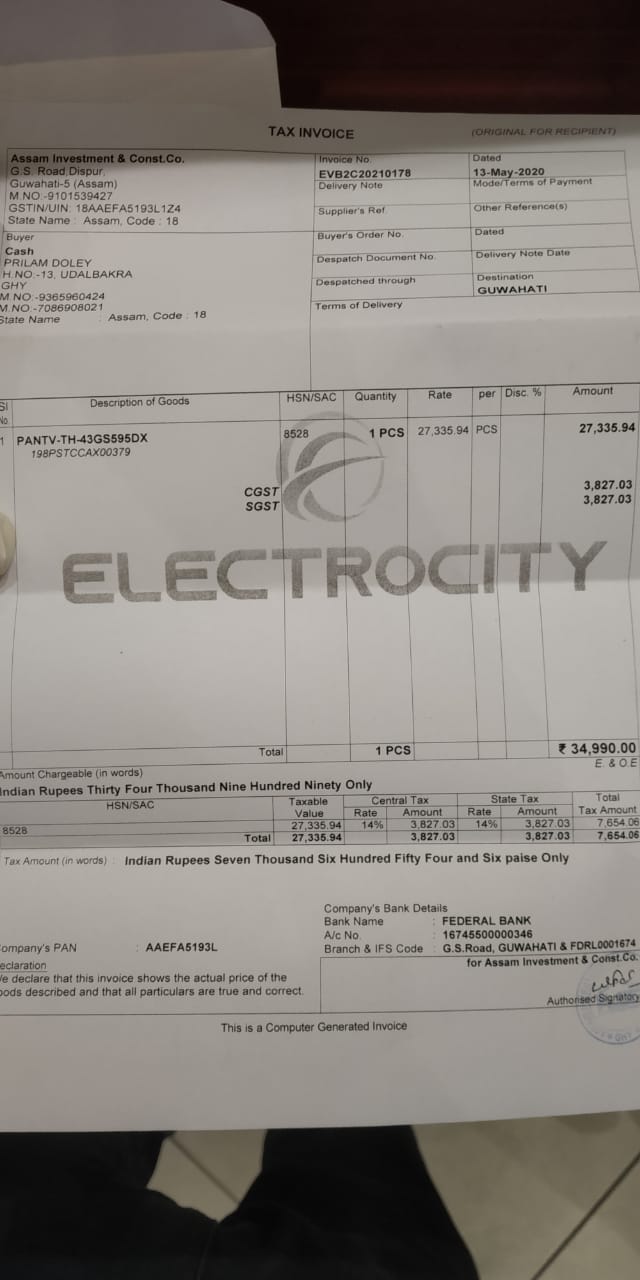 TAX INVOICE
(ORIGINAL FOR RECIPIENT)
Assam Investment & Const.Co.
G.S. Road,Dispur,
Guwahati-5 (Assam)
M.NO-9101539427
GSTIN/UIN: 18AAEFA5193L1Z4
State Name : Assam, Code : 18
Buyer
Cash
PRILAM DOLEY
H.NO:-13, UDALBAKRA
GHY
M.NO:-9365960424
M.NO-7086908021
State Name : Assam, Code : 18
Invoice No. Dated
EVB2C20210178 13-May-2020
Delivery Note Mode/Terms of Payment
Supplier's Ref. Other Reference(s)
Buyer's Order No. Dated
Despatch Document No. Delivery Note Date
Despatched through Destination
GUWAHATI
Terms of Delivery
Sl Description of Goods HSN/SAC Quantity Rate per Disc. % Amount
No.
1 PANTV-TH-43GS595DX 8528 1 PCS 27,335.94 PCS 27,335.94
198PSTCCAX00379
CGST 3,827.03
SGST 3,827.03
ELECTROCITY
Total 1 PCS ₹ 34,990.00
Amount Chargeable (in words) E. & O.E
Indian Rupees Thirty Four Thousand Nine Hundred Ninety Only
HSN/SAC Taxable Central Tax State Tax Total
Value Rate Amount Rate Amount Tax Amount
8528 27,335.94 14% 3,827.03 14% 3,827.03 7,654.06
Total 27,335.94 3,827.03 3,827.03 7,654.06
Tax Amount (in words) : Indian Rupees Seven Thousand Six Hundred Fifty Four and Six paise Only
Company's Bank Details
Bank Name : FEDERAL BANK
A/c No. : 16745500000346
Branch & IFS Code : G.S.Road, GUWAHATI & FDRL0001674
ompany's PAN : AAEFA5193L
eclaration
e declare that this invoice shows the actual price of the
oods described and that all particulars are true and correct.
for Assam Investment & Const.Co.
Authorised Signatory
This is a Computer Generated Invoice